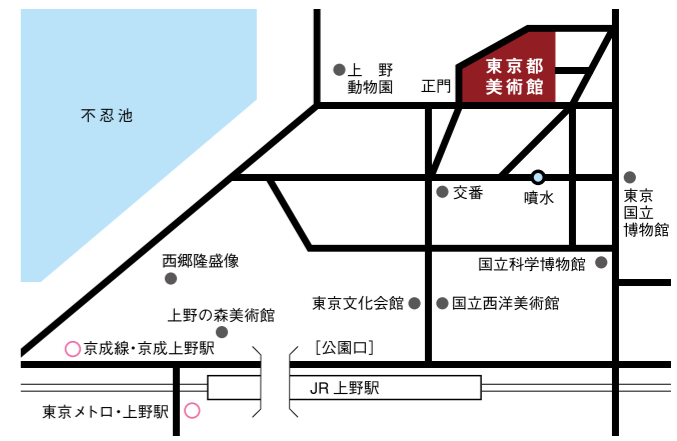 東京都
美術館
上 野
動物園
正門
不忍池
交番
噴水
東京
国立
博物館
西郷隆盛像
国立科学博物館
上野の森美術館
東京文化会館
国立西洋美術館
京成線・京成上野駅
［公園口］
JR 上野駅
東京メトロ・上野駅